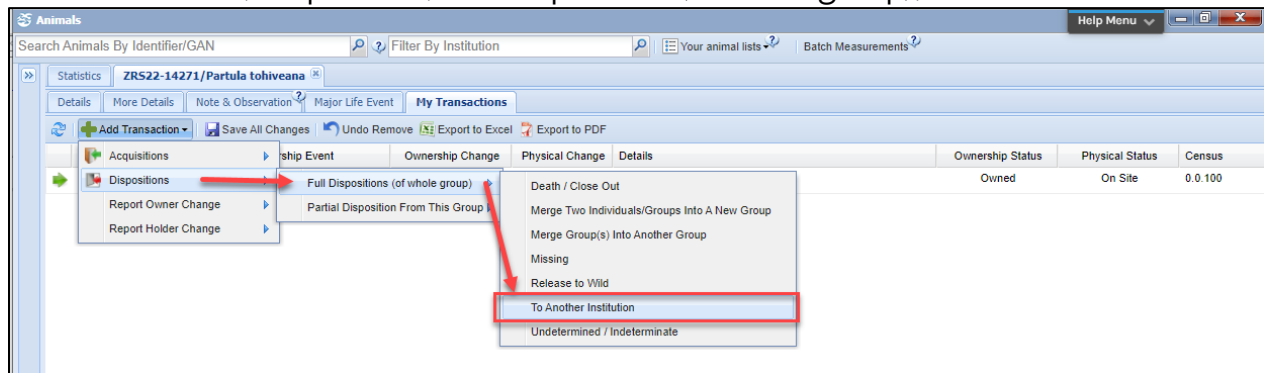 Animals
Help Menu
Search Animals By Identifier/GAN
Filter By Institution
Your animal lists
Batch Measurements
Statistics
ZRS22-14271/Partula tohiveana
Details
More Details
Note & Observation
Major Life Event
My Transactions
Add Transaction
Save All Changes
Undo Remove
Export to Excel
Export to PDF
rship Event
Ownership Change
Physical Change
Details
Ownership Status
Physical Status
Census
Owned
On Site
0.0.100
Acquisitions
Dispositions
Report Owner Change
Report Holder Change
Full Dispositions (of whole group)
Partial Disposition From This Group
Death / Close Out
Merge Two Individuals/Groups Into A New Group
Merge Group(s) Into Another Group
Missing
Release to Wild
To Another Institution
Undetermined / Indeterminate